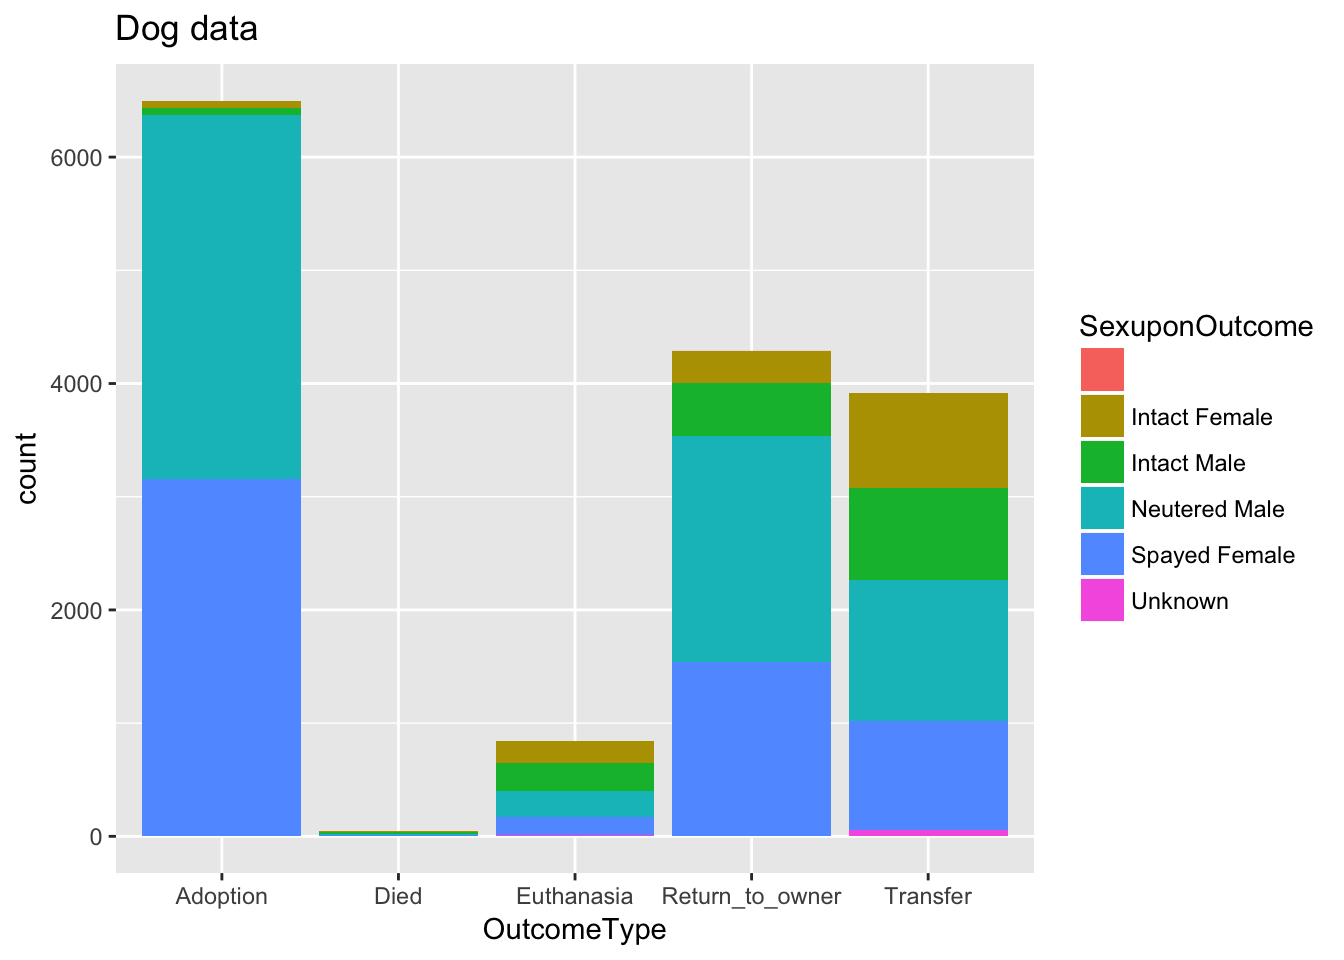 Dog data
6000
4000
2000
0
count
Adoption
Died
Euthanasia
Return_to_owner
Transfer
OutcomeType
SexuponOutcome
Intact Female
Intact Male
Neutered Male
Spayed Female
Unknown